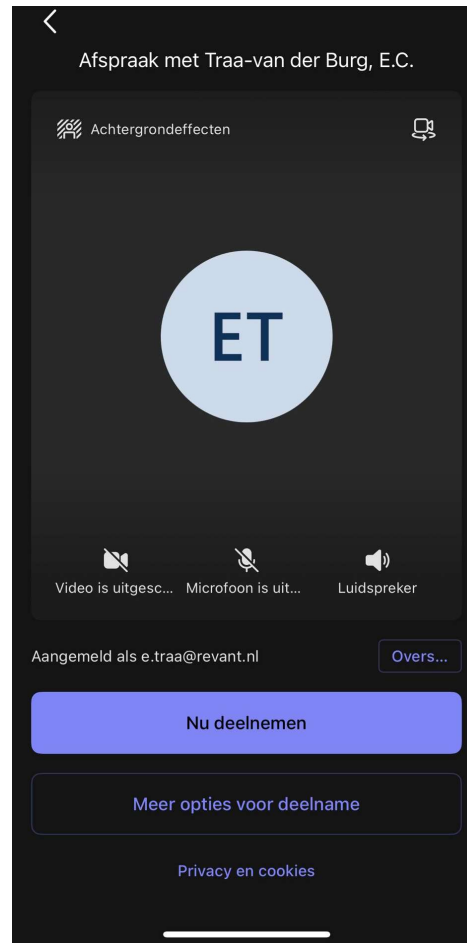 Afspraak met Traa-van der Burg, E.C.
Achtergrondeffecten
ET
Video is uitgesc... Microfoon is uit... Luidspreker
Aangemeld als e.traa@revant.nl Overs...
Nu deelnemen
Meer opties voor deelname
Privacy en cookies